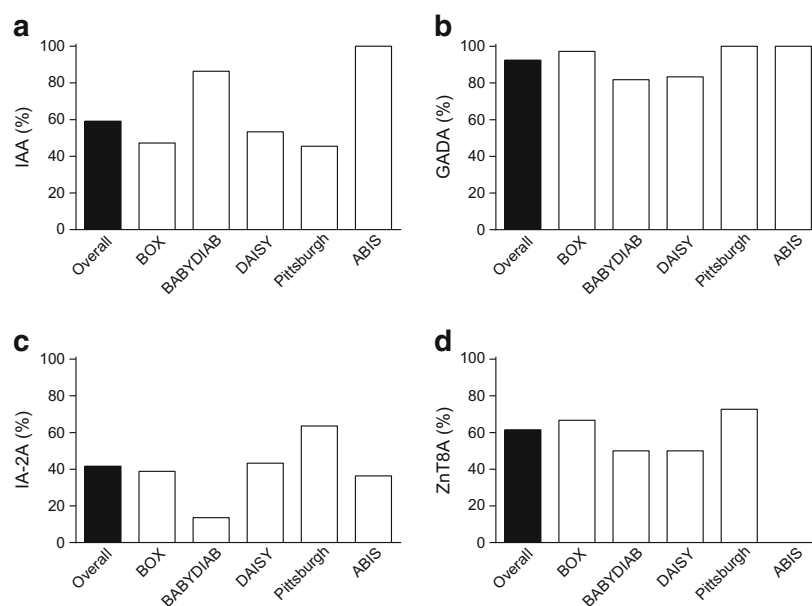 a
IAA (%)
100
80
60
40
20
0
Overall
BOX
BABYDIAB
DAISY
Pittsburgh
ABIS
b
GADA (%)
100
80
60
40
20
0
Overall
BOX
BABYDIAB
DAISY
Pittsburgh
ABIS
c
IA-2A (%)
100
80
60
40
20
0
Overall
BOX
BABYDIAB
DAISY
Pittsburgh
ABIS
d
ZnT8A (%)
100
80
60
40
20
0
Overall
BOX
BABYDIAB
DAISY
Pittsburgh
ABIS